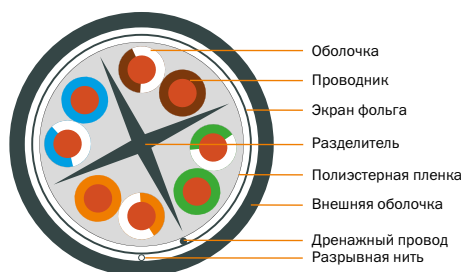 Оболочка
Проводник
Экран фольга
Разделитель
Полиэстерная пленка
Внешняя оболочка
Дренажный провод
Разрывная нить